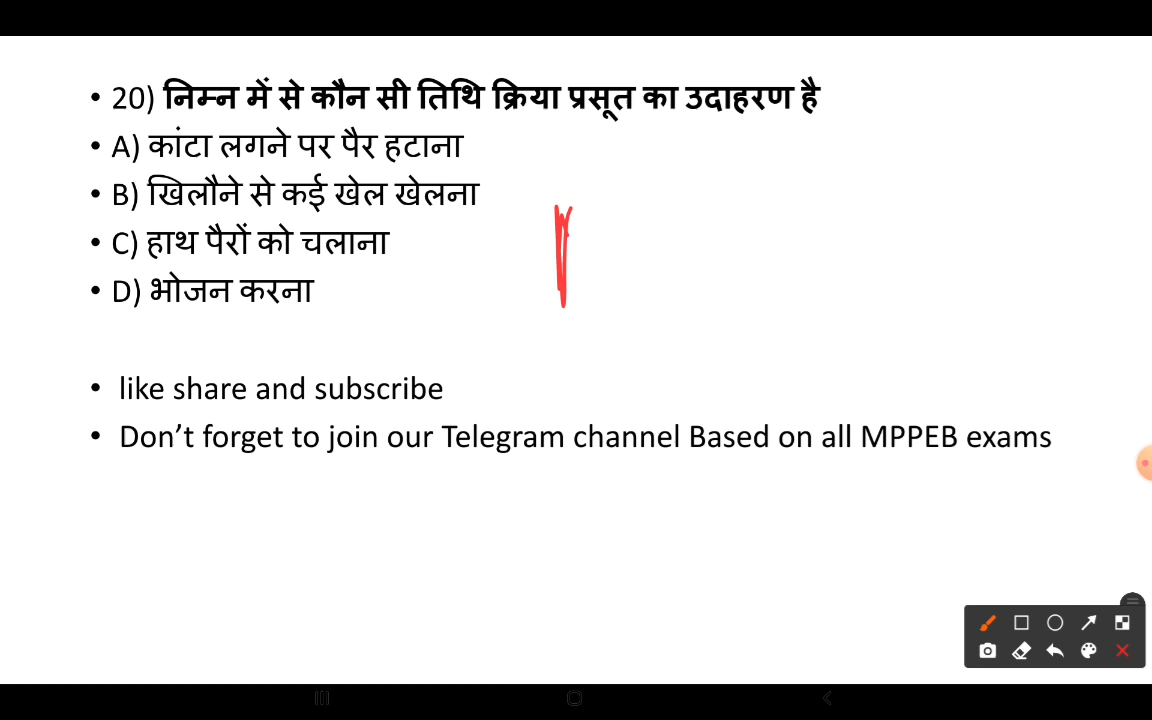 • 20) निम्न में से कौन सी तिथि क्रिया प्रसूत का उदाहरण है
• A) कांटा लगने पर पैर हटाना
• B) खिलौने से कई खेल खेलना
• C) हाथ पैरों को चलाना
• D) भोजन करना
• like share and subscribe
• Don’t forget to join our Telegram channel Based on all MPPEB exams